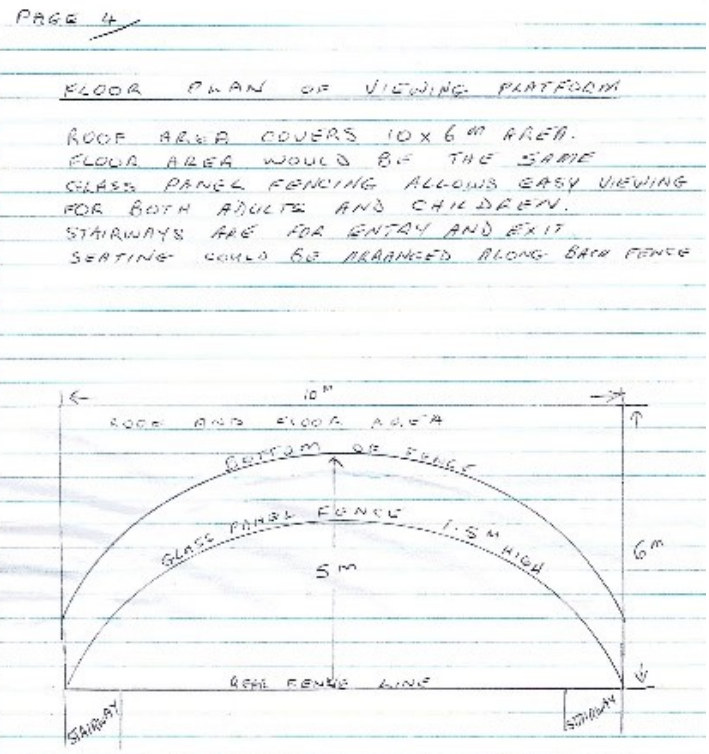 PAGE 4
FLOOR PLAN OF VIEWING PLATFORM
ROOF AREA COVERS 10 x 6 M AREA.
FLOOR AREA WOULD BE THE SAME
GLASS PANEL FENCING ALLOWS EASY VIEWING
FOR BOTH ADULTS AND CHILDREN.
STAIRWAYS ARE FOR ENTRY AND EXIT
SEATING COULD BE ARRANGED ALONG BACK FENCE
10 M
ROOF AND FLOOR AREA
BOTTOM OF FENCE
GLASS PANEL FENCE 1.5 M HIGH
5 M
6 M
REAR FENCE LINE
STAIRWAY
STAIRWAY